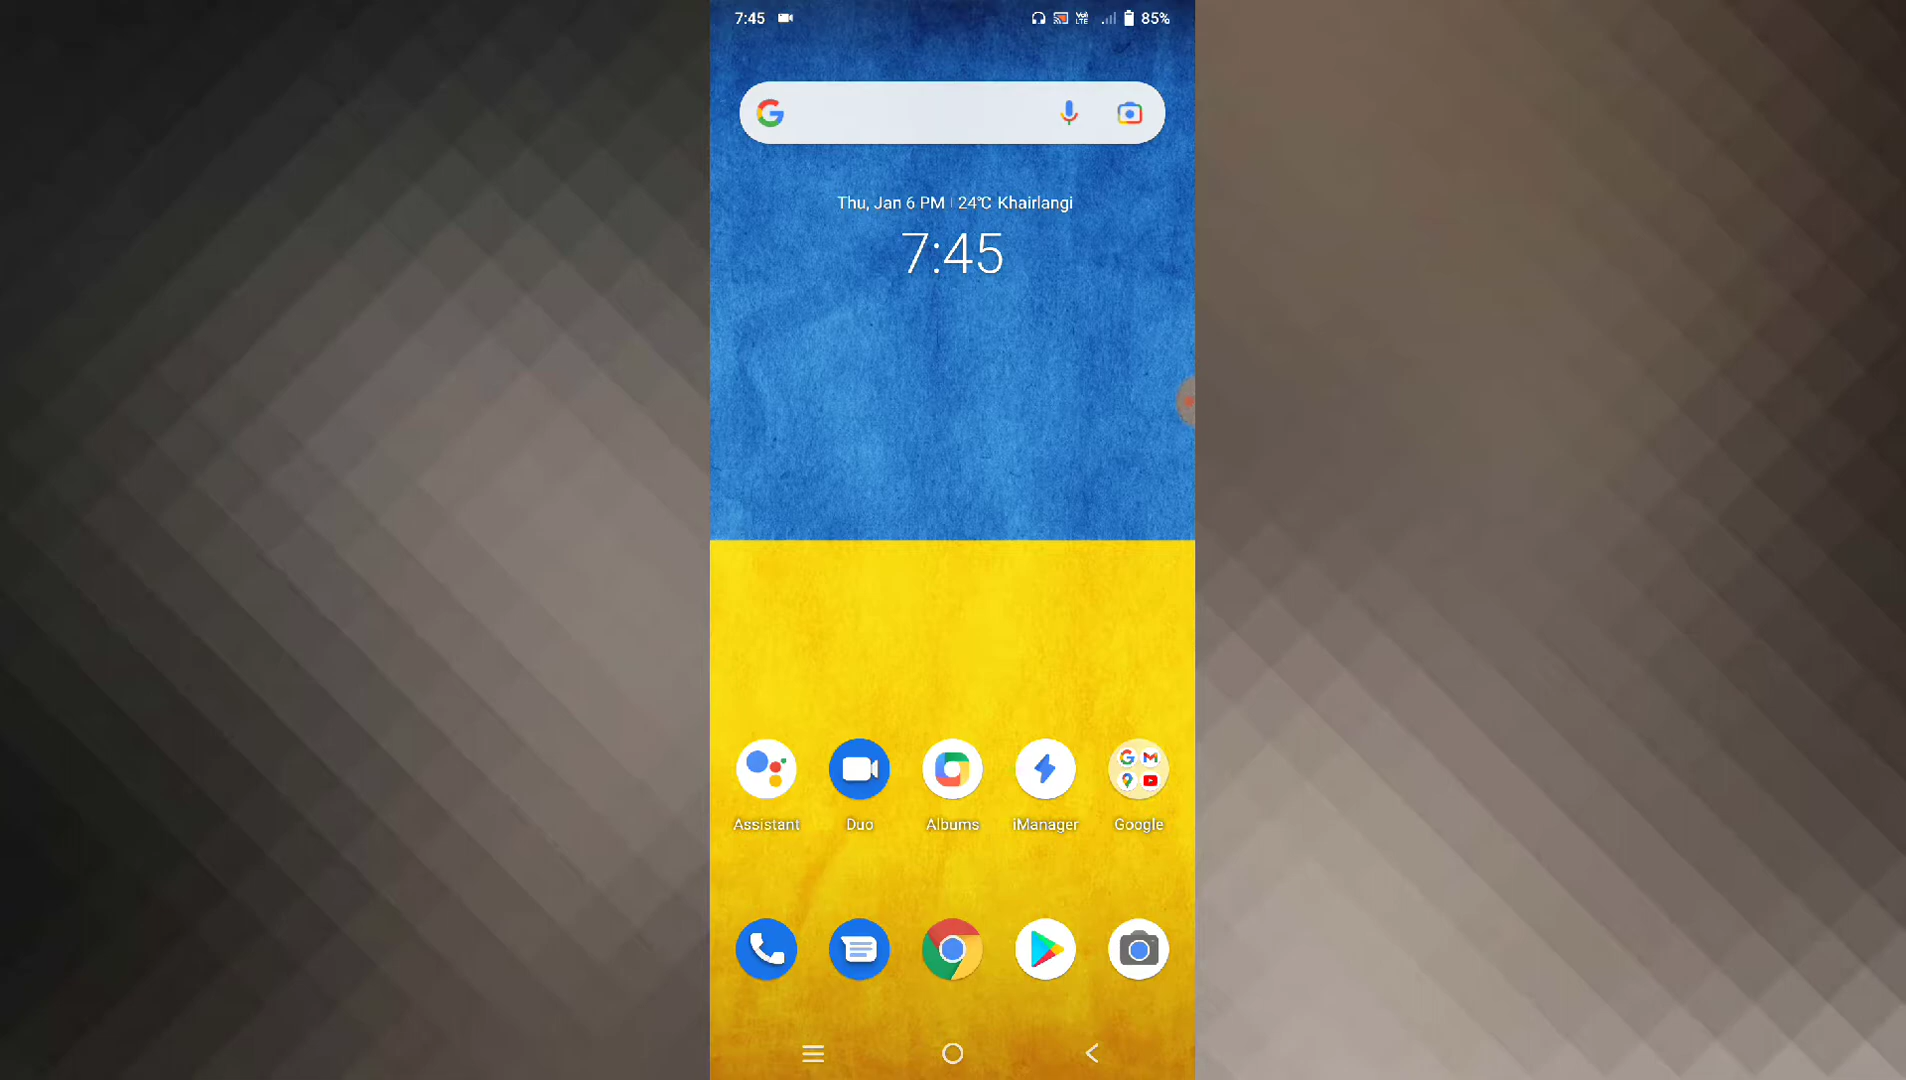 7:45 85%
Thu, Jan 6 PM | 24℃ Khairlangi
7:45
Assistant Duo Albums iManager Google